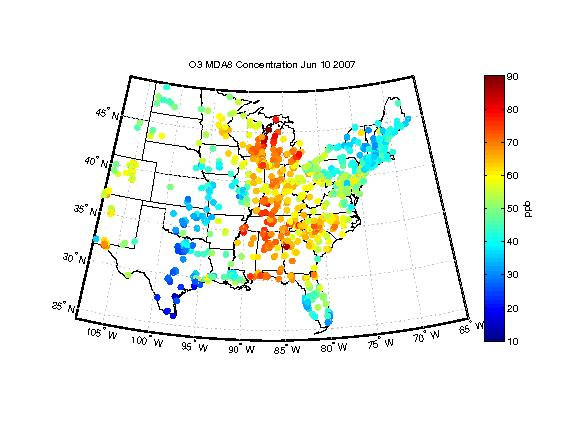 O3 MDA8 Concentration Jun 10 2007
90
80
70
60
50
40
30
20
10
ppb
45° N
40° N
35° N
30° N
25° N
105° W
100° W
95° W
90° W
85° W
80° W
75° W
70° W
65° W